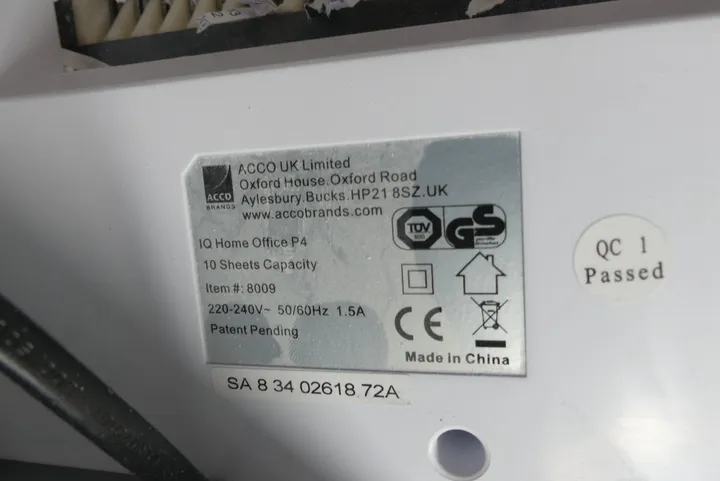 ACCO
BRANDS
ACCO UK Limited
Oxford House.Oxford Road
Aylesbury.Bucks.HP21 8SZ.UK
www.accobrands.com
TÜV
GS
IQ Home Office P4
10 Sheets Capacity
Item #: 8009
220-240V~ 50/60Hz 1.5A
Patent Pending
CE
Made in China
QC 1
Passed
SA 8 34 02618 72A